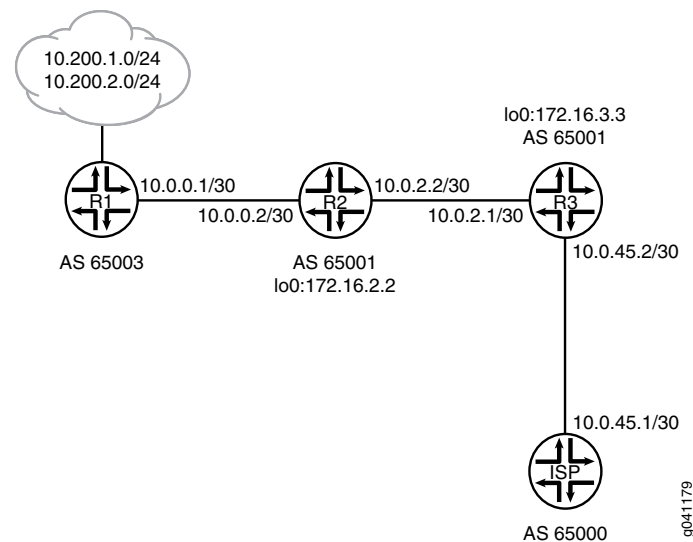 10.200.1.0/24
10.200.2.0/24
lo0:172.16.3.3
AS 65001
10.0.0.1/30
10.0.2.2/30
R1
R2
R3
10.0.0.2/30
10.0.2.1/30
AS 65003
AS 65001
lo0:172.16.2.2
10.0.45.2/30
10.0.45.1/30
ISP
AS 65000
g041179